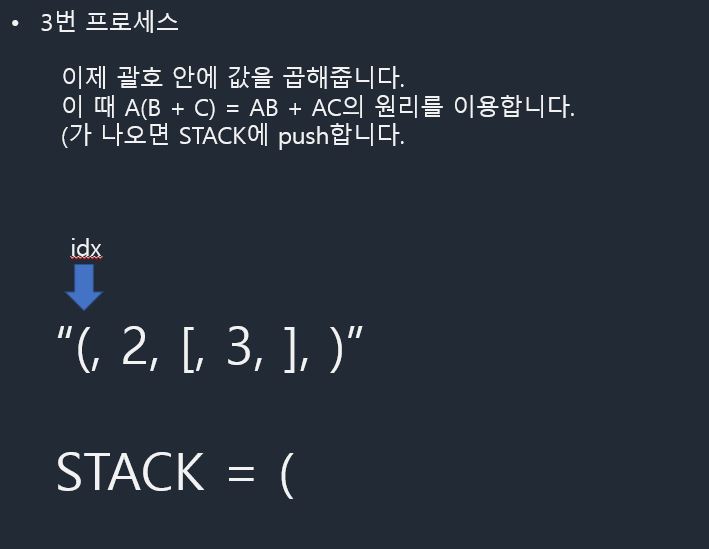 • 3번 프로세스
이제 괄호 안에 값을 곱해줍니다.
이 때 A(B + C) = AB + AC의 원리를 이용합니다.
(가 나오면 STACK에 push합니다.
idx
“(, 2, [, 3, ], )”
STACK = (